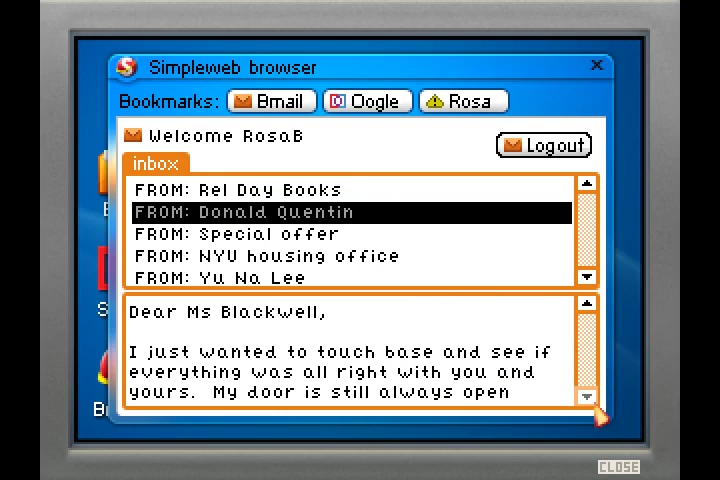 Simpleweb browser
Bookmarks: Bmail Oogle Rosa
Welcome RosaB
Logout
inbox
FROM: Rel Day Books
FROM: Donald Quentin
FROM: Special offer
FROM: NYU housing office
FROM: Yu Na Lee
Dear Ms Blackwell,
I just wanted to touch base and see if
everything was all right with you and
yours. My door is still always open
CLOSE